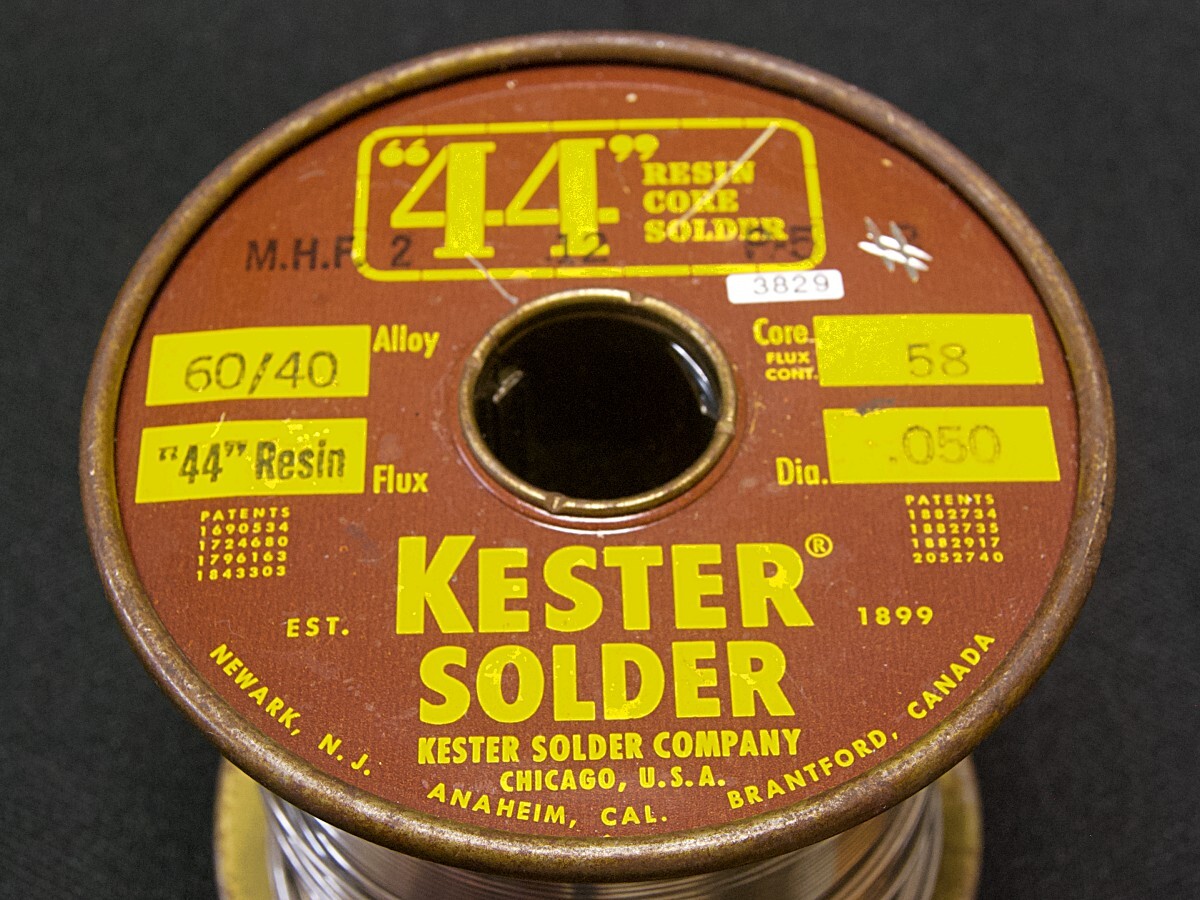 “44”
RESIN
CORE
SOLDER
M.H.F 2 12
3829
60/40 Alloy
Core
FLUX
CONT.
58
“44” Resin Flux
Dia. .050
PATENTS
1690534
1724680
1796163
1843303
PATENTS
1882734
1882735
1882917
2052740
KESTER®
SOLDER
EST. 1899
KESTER SOLDER COMPANY
CHICAGO, U.S.A.
NEWARK, N.J. ANAHEIM, CAL. BRANTFORD, CANADA